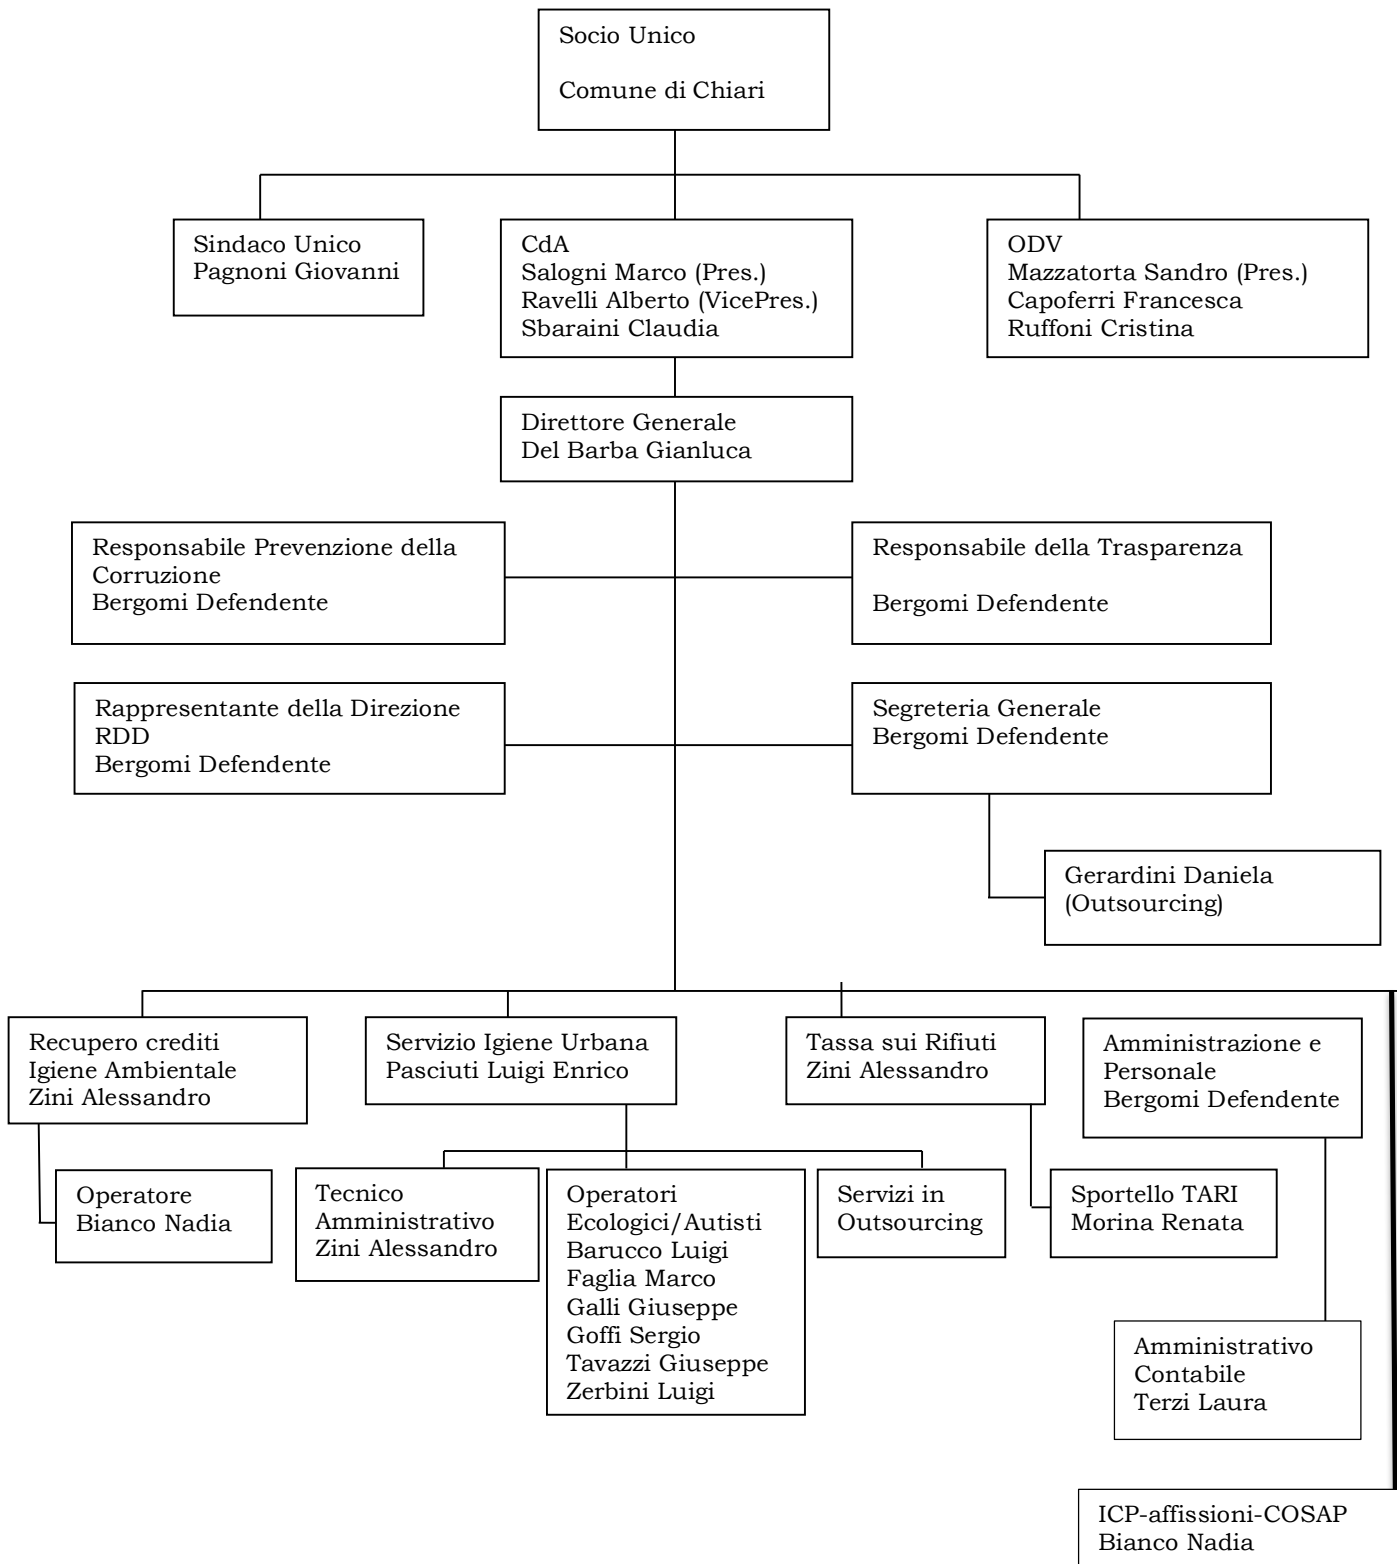 Socio Unico
Comune di Chiari
Sindaco Unico
Pagnoni Giovanni
CdA
Salogni Marco (Pres.)
Ravelli Alberto (VicePres.)
Sbaraini Claudia
ODV
Mazzatorta Sandro (Pres.)
Capoferri Francesca
Ruffoni Cristina
Direttore Generale
Del Barba Gianluca
Responsabile Prevenzione della
Corruzione
Bergomi Defendente
Responsabile della Trasparenza
Bergomi Defendente
Rappresentante della Direzione
RDD
Bergomi Defendente
Segreteria Generale
Bergomi Defendente
Gerardini Daniela
(Outsourcing)
Recupero crediti
Igiene Ambientale
Zini Alessandro
Servizio Igiene Urbana
Pasciuti Luigi Enrico
Tassa sui Rifiuti
Zini Alessandro
Amministrazione e
Personale
Bergomi Defendente
Operatore
Bianco Nadia
Tecnico
Amministrativo
Zini Alessandro
Operatori
Ecologici/Autisti
Barucco Luigi
Faglia Marco
Galli Giuseppe
Goffi Sergio
Tavazzi Giuseppe
Zerbini Luigi
Servizi in
Outsourcing
Sportello TARI
Morina Renata
Amministrativo
Contabile
Terzi Laura
ICP-affissioni-COSAP
Bianco Nadia